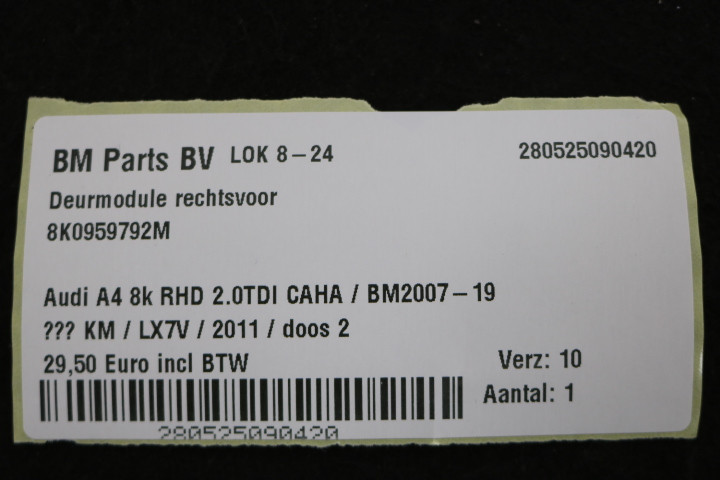 BM Parts BV LOK 8-24 280525090420
Deurmodule rechtsvoor
8K0959792M
Audi A4 8k RHD 2.0TDI CAHA / BM2007-19
??? KM / LX7V / 2011 / doos 2
29,50 Euro incl BTW Verz: 10
Aantal: 1
280525090420